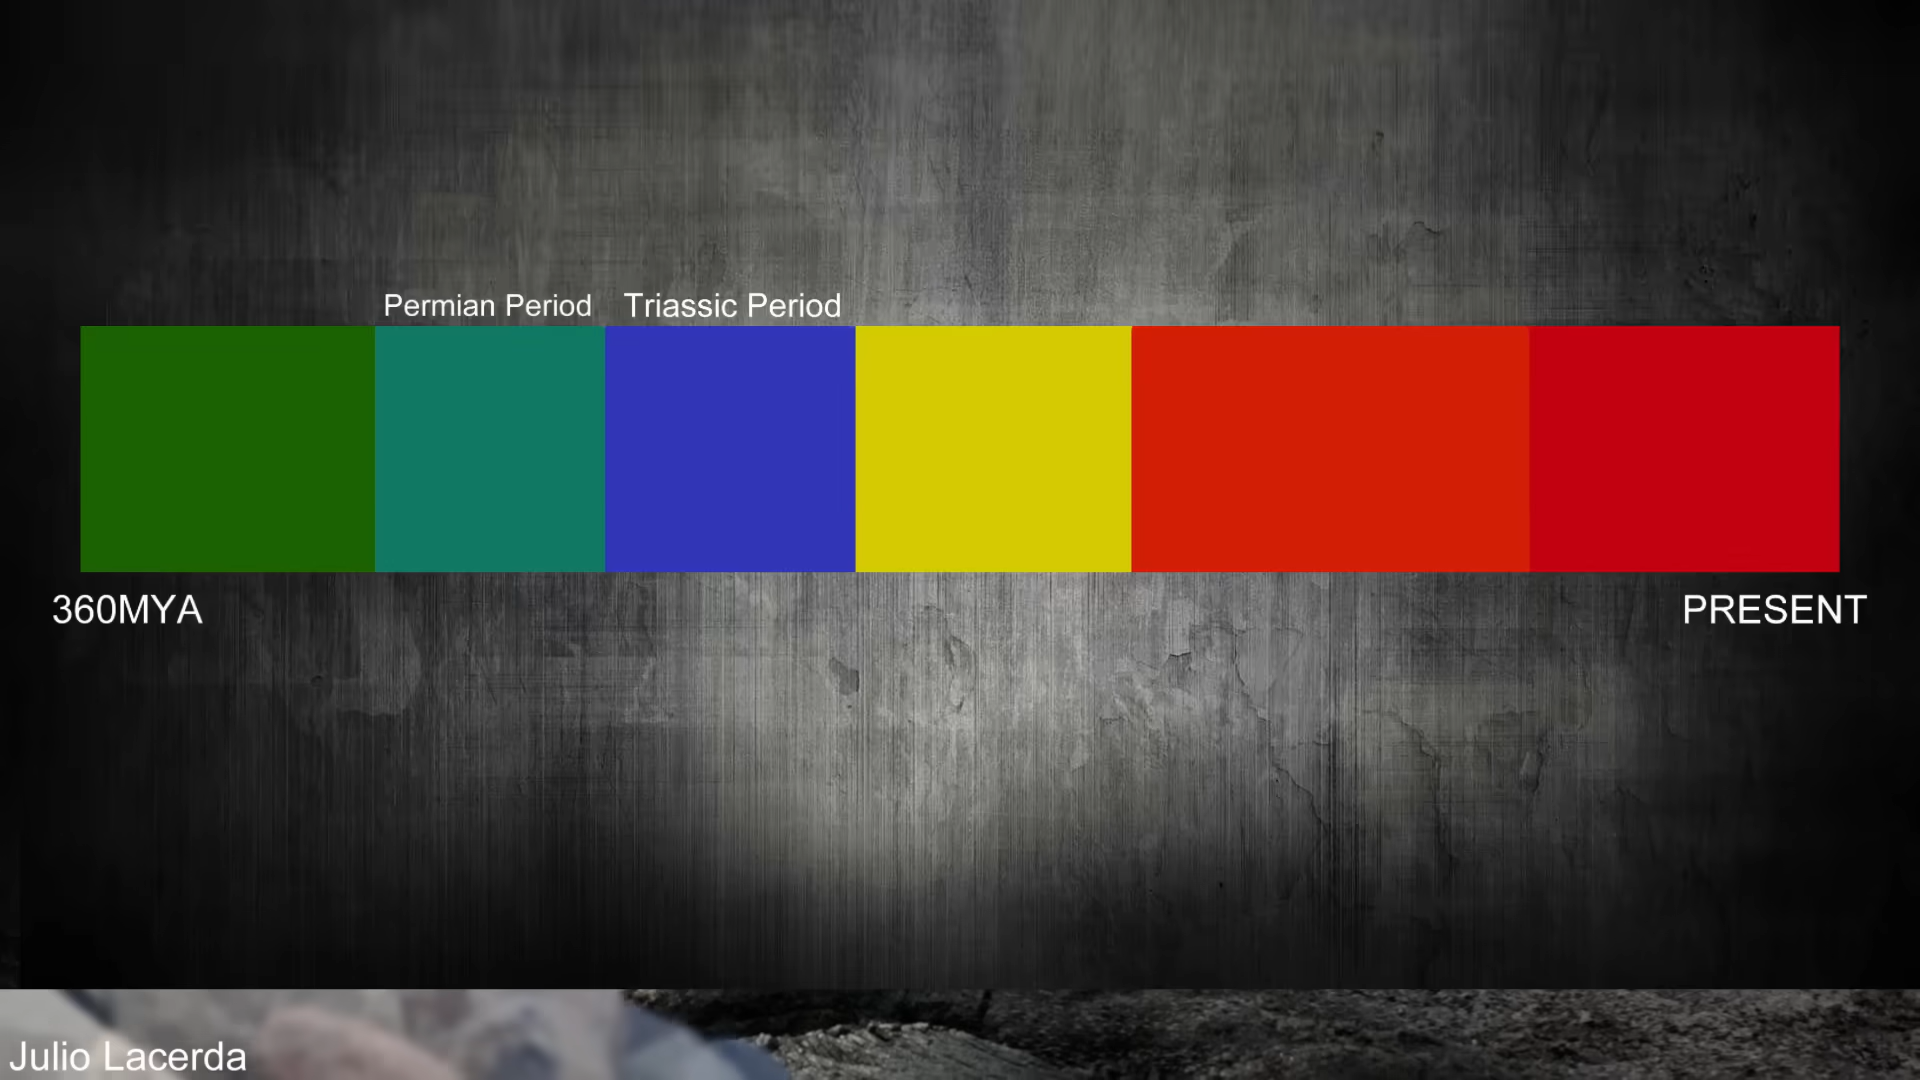 Permian Period
Triassic Period
360MYA
PRESENT
Julio Lacerda